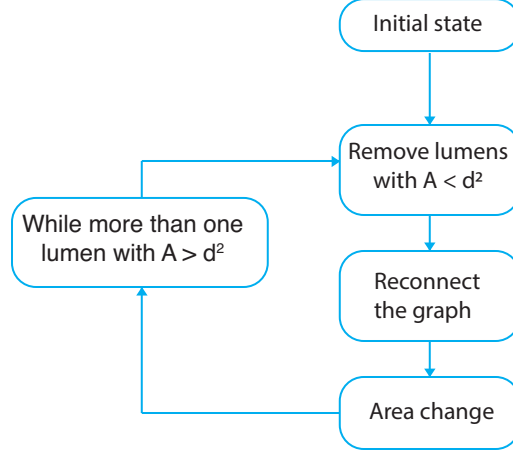 Initial state
Remove lumens
with A < d²
While more than one
lumen with A > d²
Reconnect
the graph
Area change